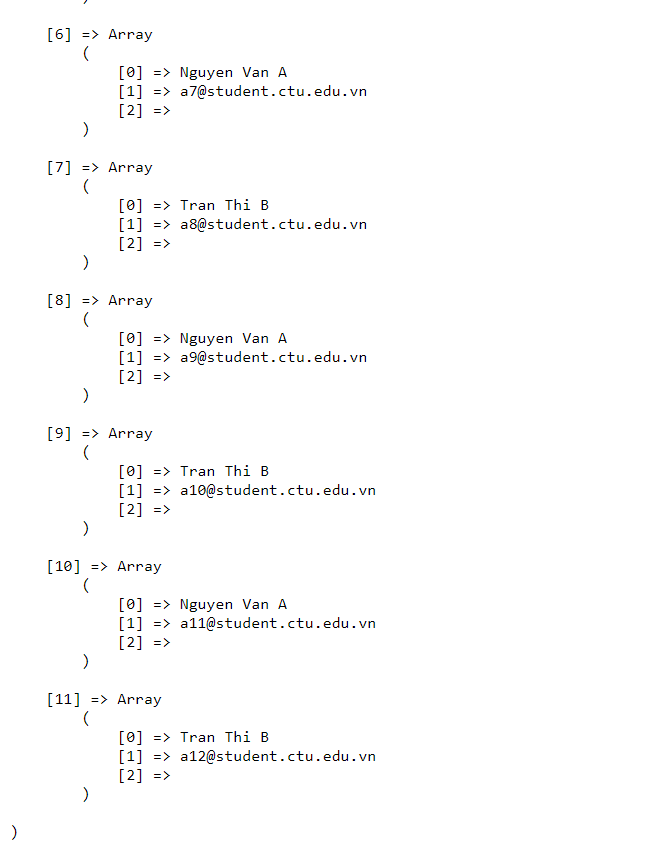 )
[6] => Array
(
[0] => Nguyen Van A
[1] => a7@student.ctu.edu.vn
[2] =>
)
[7] => Array
(
[0] => Tran Thi B
[1] => a8@student.ctu.edu.vn
[2] =>
)
[8] => Array
(
[0] => Nguyen Van A
[1] => a9@student.ctu.edu.vn
[2] =>
)
[9] => Array
(
[0] => Tran Thi B
[1] => a10@student.ctu.edu.vn
[2] =>
)
[10] => Array
(
[0] => Nguyen Van A
[1] => a11@student.ctu.edu.vn
[2] =>
)
[11] => Array
(
[0] => Tran Thi B
[1] => a12@student.ctu.edu.vn
[2] =>
)
)